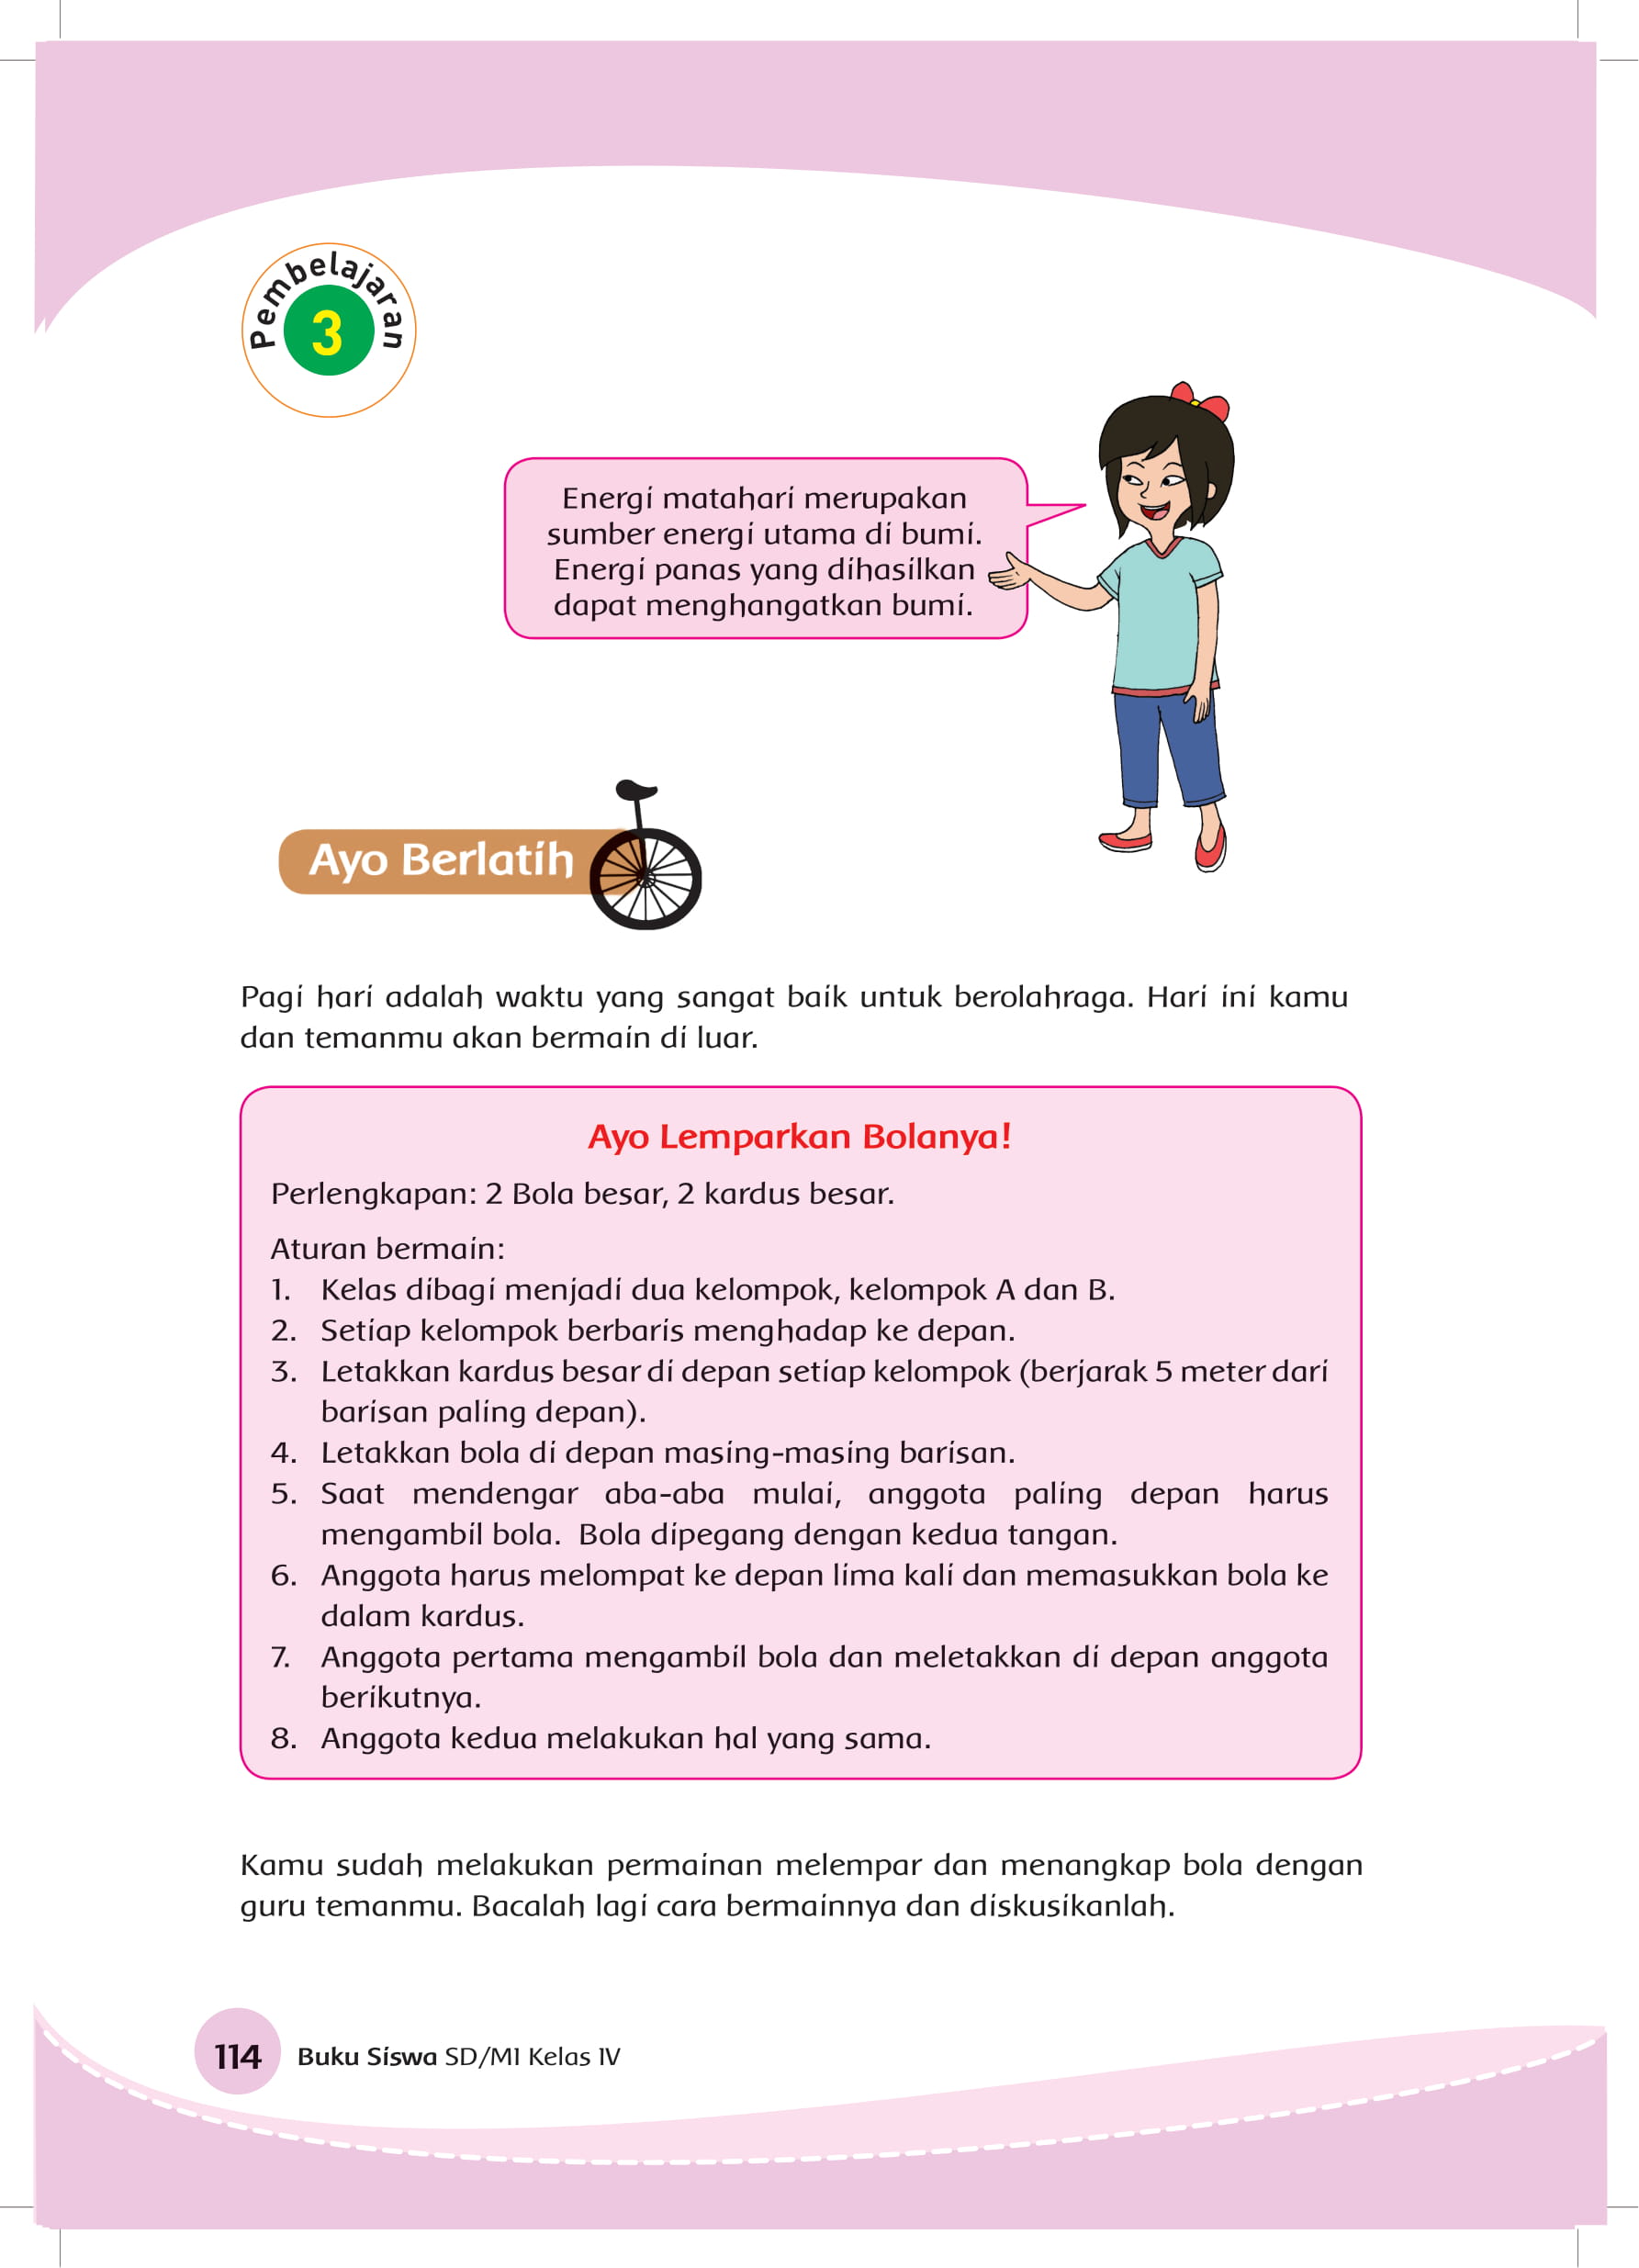 Pembelajaran
3
Energi matahari merupakan
sumber energi utama di bumi.
Energi panas yang dihasilkan
dapat menghangatkan bumi.
Ayo Berlatih
Pagi hari adalah waktu yang sangat baik untuk berolahraga. Hari ini kamu
dan temanmu akan bermain di luar.
Ayo Lemparkan Bolanya!
Perlengkapan: 2 Bola besar, 2 kardus besar.
Aturan bermain:
1. Kelas dibagi menjadi dua kelompok, kelompok A dan B.
2. Setiap kelompok berbaris menghadap ke depan.
3. Letakkan kardus besar di depan setiap kelompok (berjarak 5 meter dari
barisan paling depan).
4. Letakkan bola di depan masing-masing barisan.
5. Saat mendengar aba-aba mulai, anggota paling depan harus
mengambil bola. Bola dipegang dengan kedua tangan.
6. Anggota harus melompat ke depan lima kali dan memasukkan bola ke
dalam kardus.
7. Anggota pertama mengambil bola dan meletakkan di depan anggota
berikutnya.
8. Anggota kedua melakukan hal yang sama.
Kamu sudah melakukan permainan melempar dan menangkap bola dengan
guru temanmu. Bacalah lagi cara bermainnya dan diskusikanlah.
114 Buku Siswa SD/MI Kelas IV